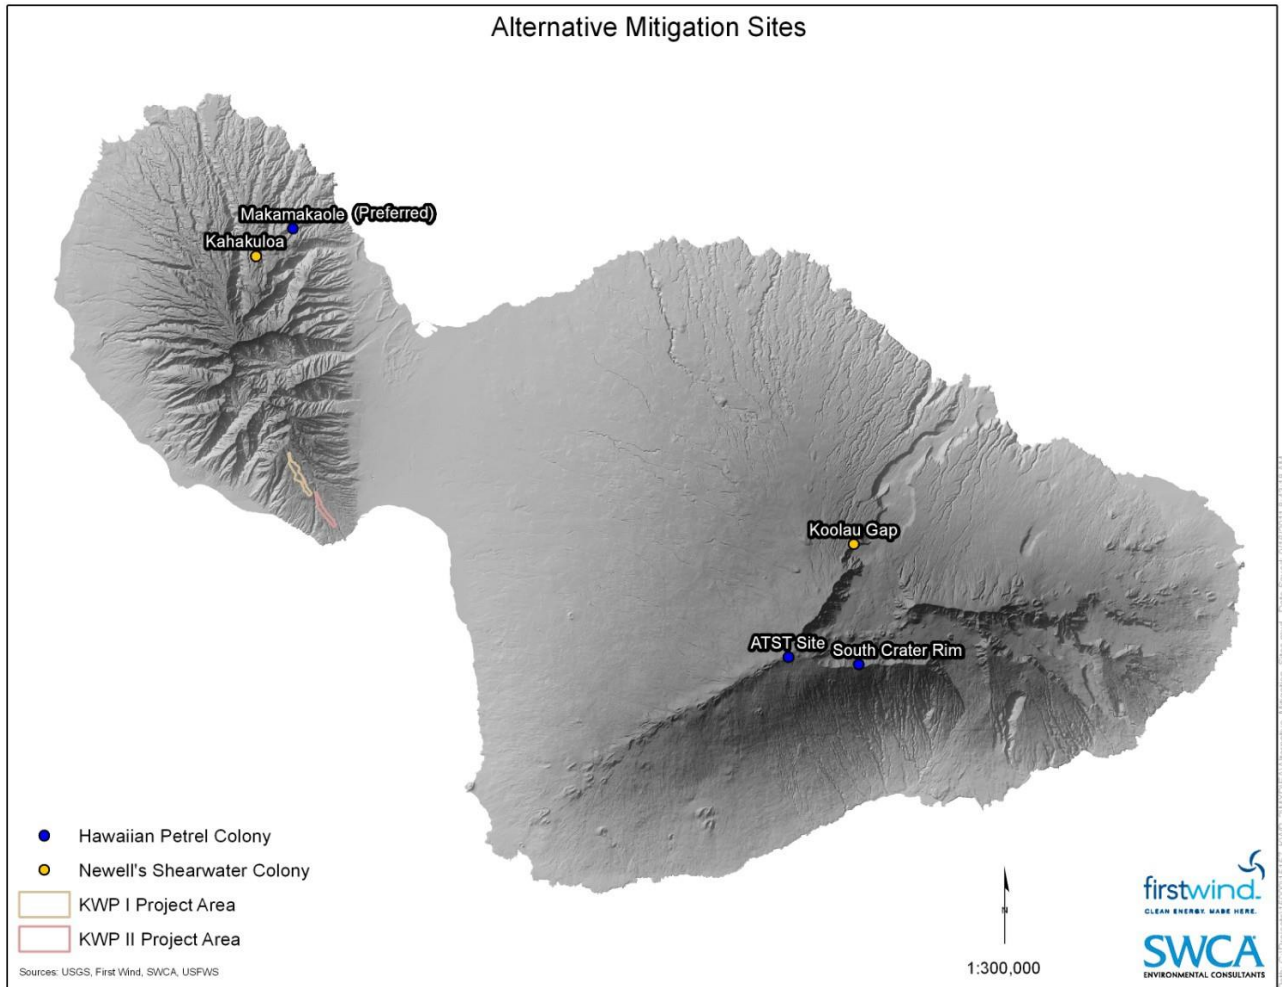 Alternative Mitigation Sites
Makamakaole (Preferred)
Kahakuloa
Koolau Gap
ATST Site
South Crater Rim
Hawaiian Petrel Colony
Newell's Shearwater Colony
KWP I Project Area
KWP II Project Area
Sources: USGS, First Wind, SWCA, USFWS
N
1:300,000
firstwind™
CLEAN ENERGY. MADE HERE.
SWCA®
ENVIRONMENTAL CONSULTANTS